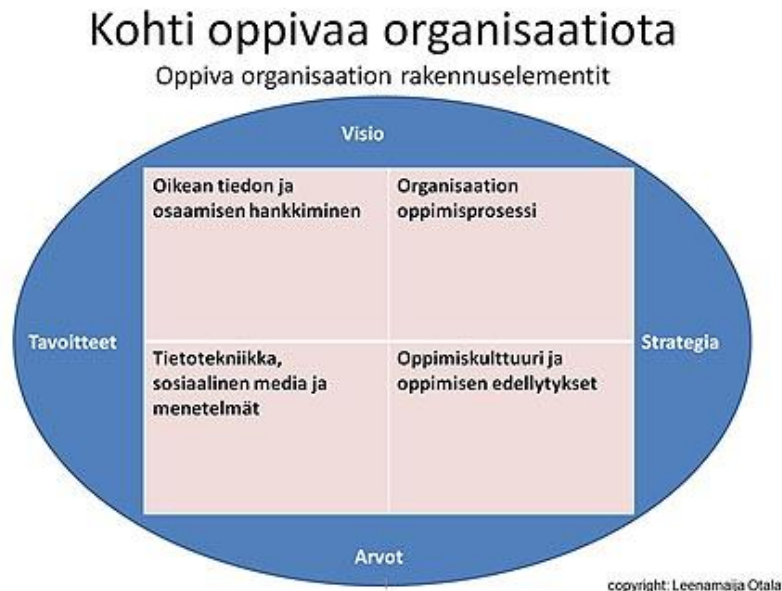 Kohti oppivaa organisaatiota
Oppiva organisaation rakennuselementit
Visio
Oikean tiedon ja
osaamisen hankkiminen
Organisaation
oppimisprosessi
Tavoitteet
Strategia
Tietotekniikka,
sosiaalinen media ja
menetelmät
Oppimiskulttuuri ja
oppimisen edellytykset
Arvot
copyright: Leenamaija Otala